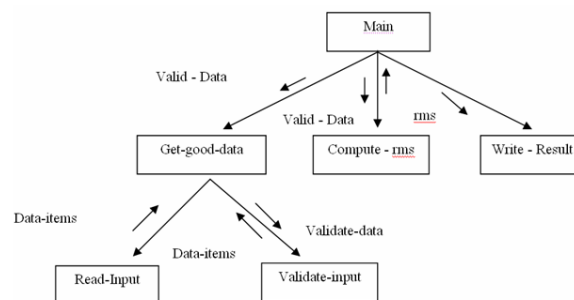 Main
Valid - Data
Valid - Data
rms
Get-good-data
Compute - rms
Write - Result
Data-items
Validate-data
Data-items
Read-Input
Validate-input